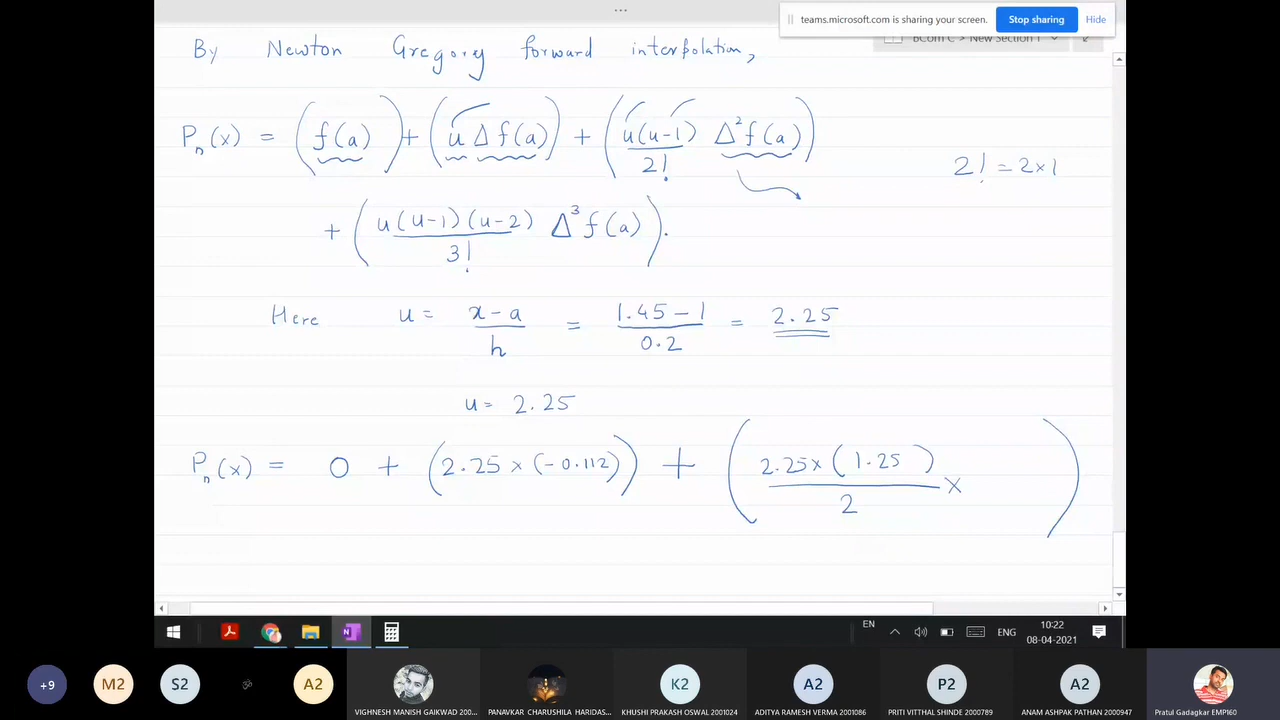 teams.microsoft.com is sharing your screen. Stop sharing Hide
By Newton Gregory forward interpolation,
Pn(x) = (f(a)) + (u Δf(a)) + (u(u-1)/2! Δ²f(a))
2! = 2×1
+ (u(u-1)(u-2)/3! Δ³f(a)).
Here u = x-a/h = 1.45-1/0.2 = 2.25
u = 2.25
Pn(x) = 0 + (2.25×(-0.112)) + (2.25×(1.25)/2 ×)
EN ENG 10:22
08-04-2021
+9 M2 S2 A2 K2 A2 P2 A2
VIGHNESH MANISH GAIKWAD 200... PANAVKAR CHARUSHILA HARIDAS... KHUSHI PRAKASH OSWAL 2001024 ADITYA RAMESH VERMA 2001086 PRITI VITTHAL SHINDE 2000789 ANAM ASHPAK PATHAN 2000947 Pratul Gadagkar EMPI60